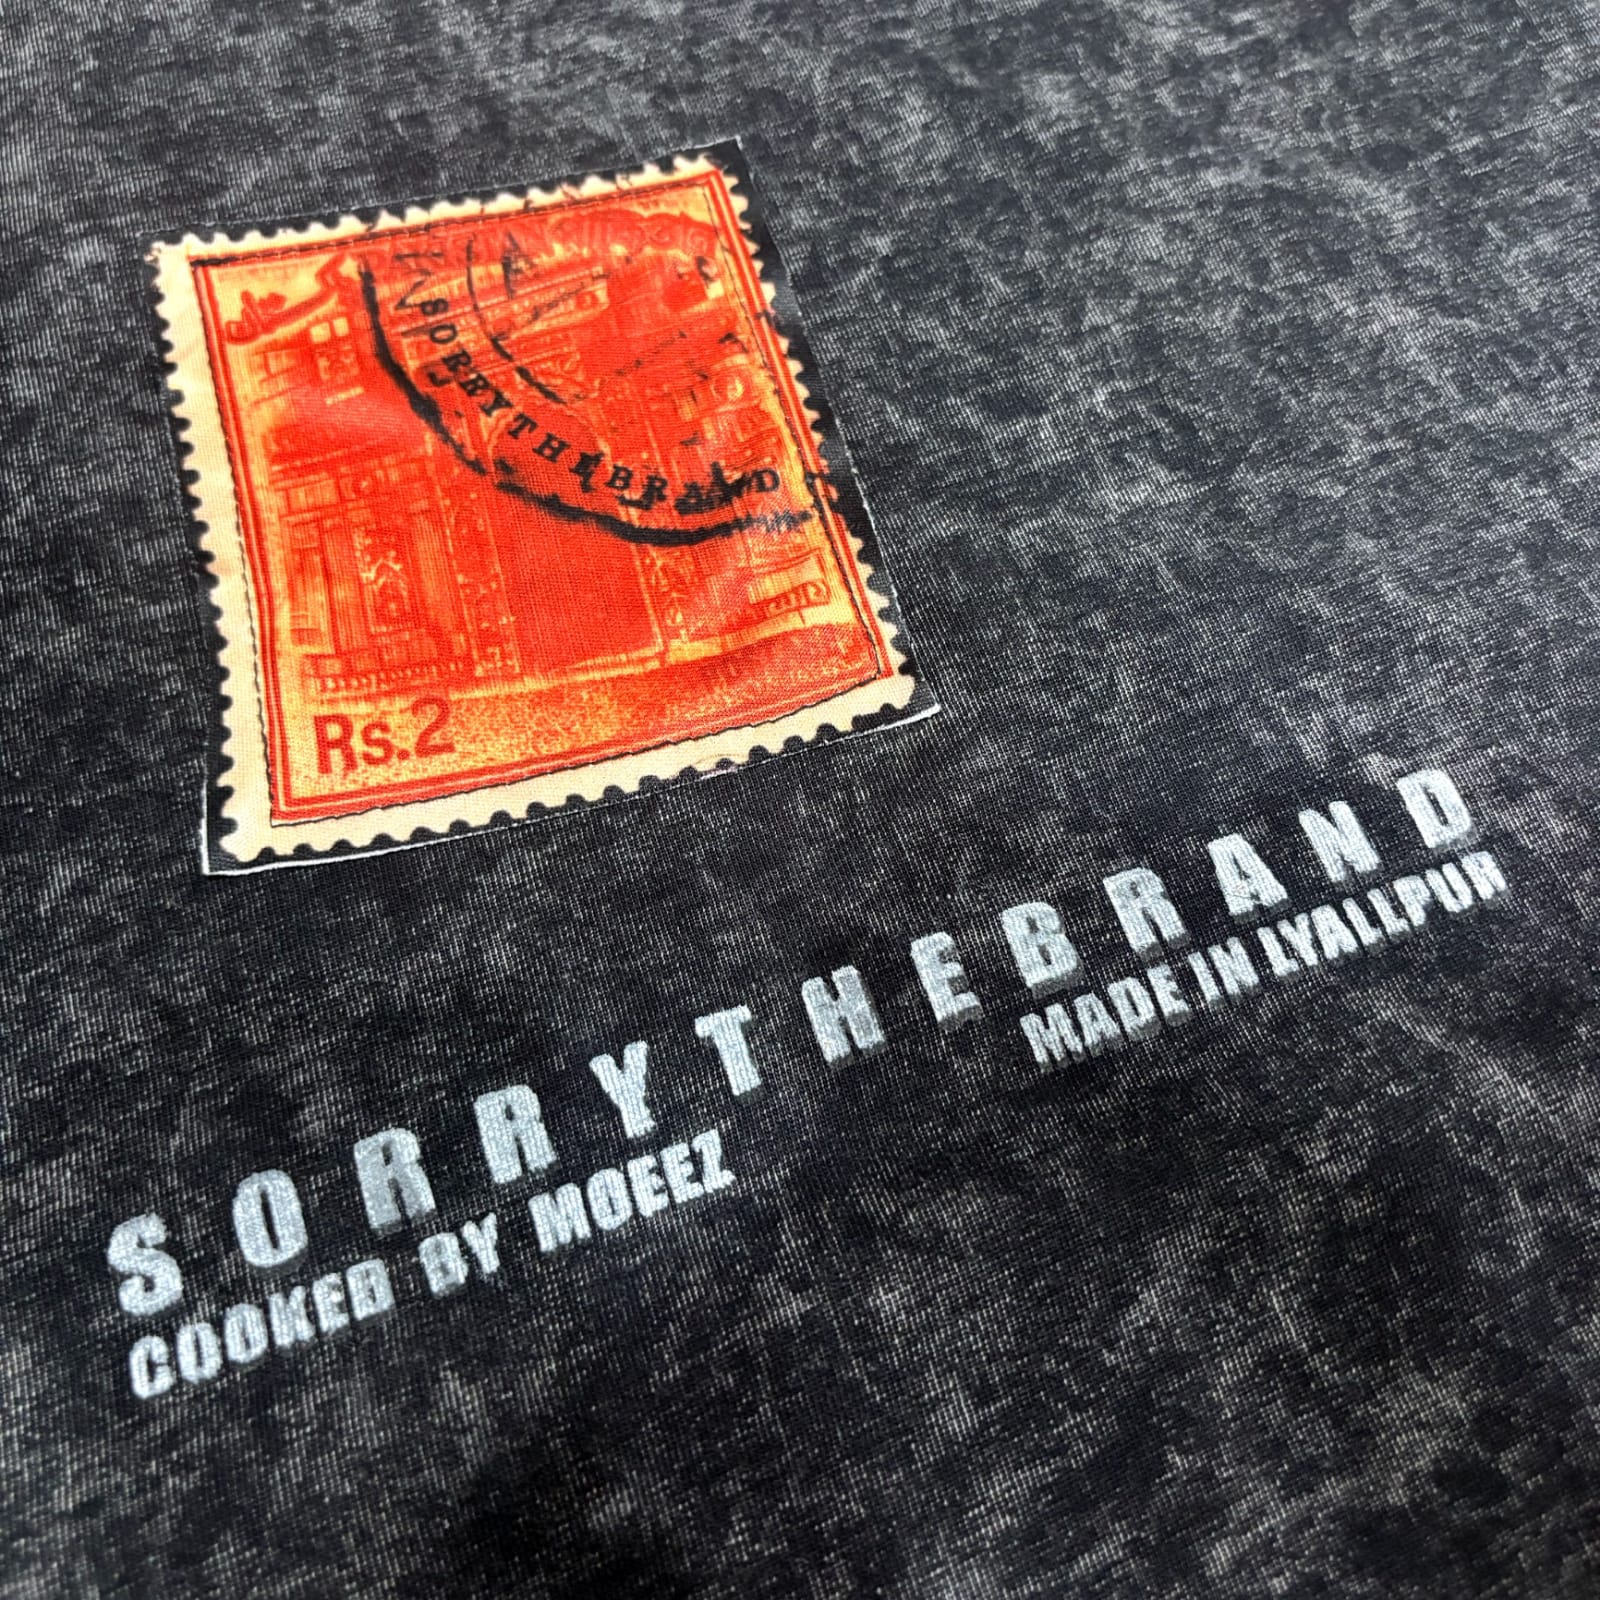 SORRYTHEBRAND
Rs.2
SORRYTHEBRAND
COOKED BY MOEEZ
MADE IN LYALLPUR